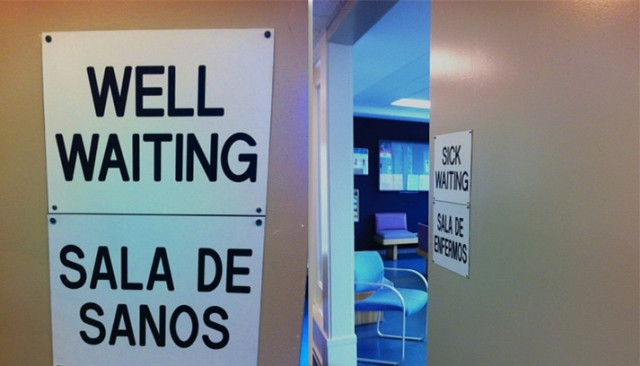 WELL
WAITING
SALA DE
SANOS
SICK
WAITING
SALA DE
ENFERMOS